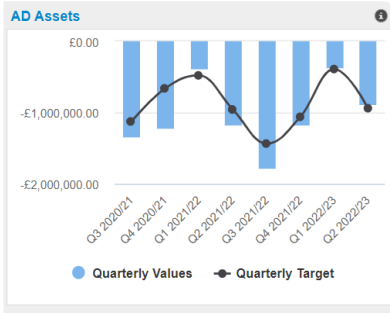 AD Assets
£0.00
-£1,000,000.00
-£2,000,000.00
Q3 2020/21
Q4 2020/21
Q1 2021/22
Q2 2021/22
Q3 2021/22
Q4 2021/22
Q1 2022/23
Q2 2022/23
Quarterly Values Quarterly Target